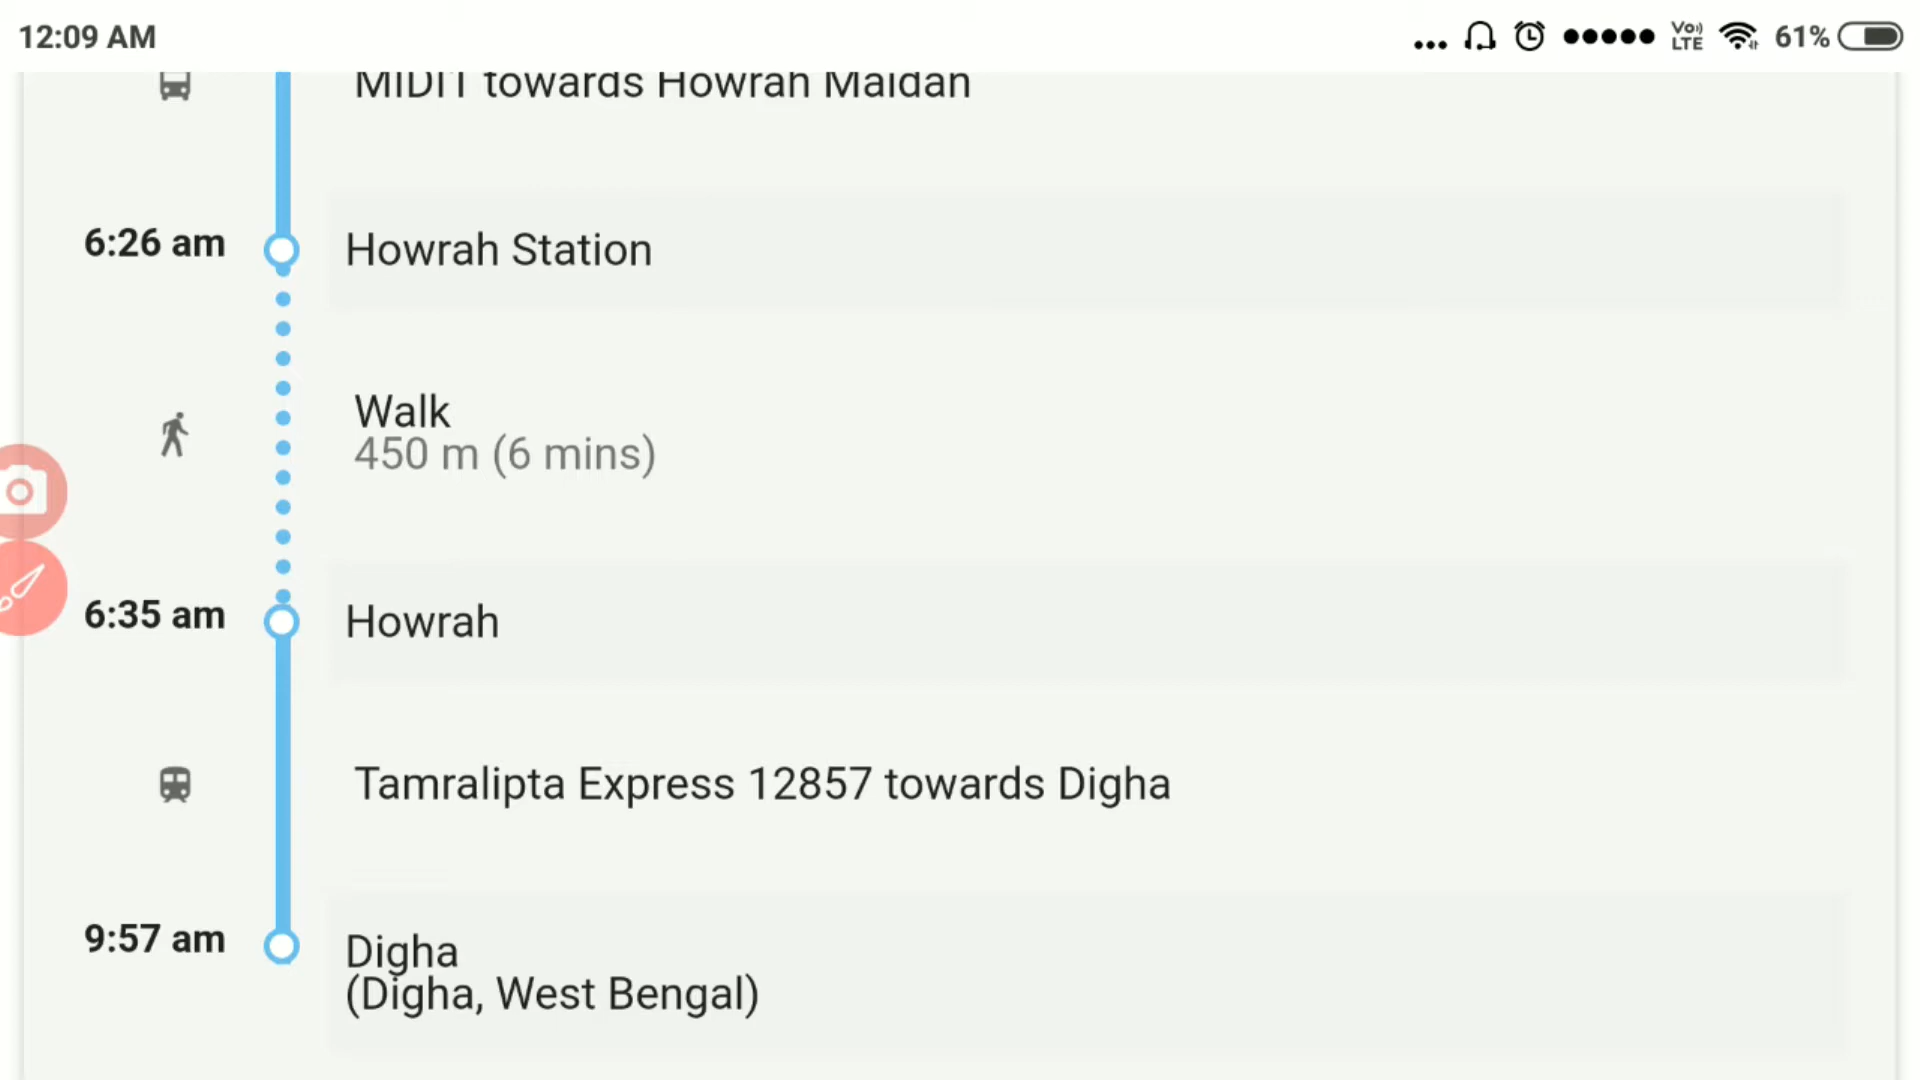 12:09 AM
61%
towards Howrah Maidan
6:26 am
Howrah Station
Walk
450 m (6 mins)
6:35 am
Howrah
Tamralipta Express 12857 towards Digha
9:57 am
Digha
(Digha, West Bengal)